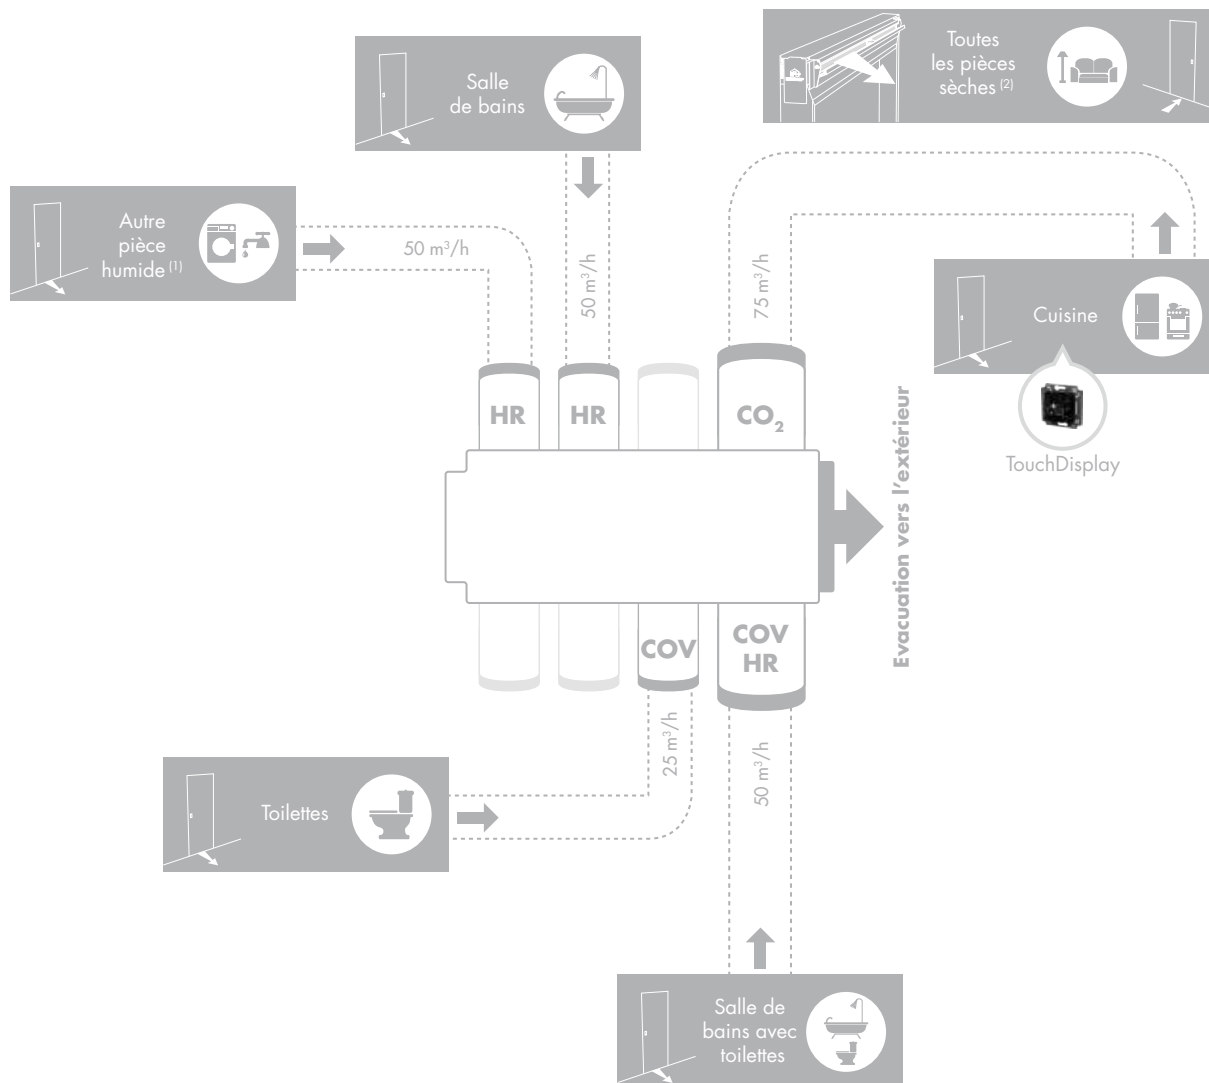 Toutes
les pièces
sèches (2)
Salle
de bains
Autre
pièce
humide (1)
50 m³/h
50 m³/h
75 m³/h
Cuisine
TouchDisplay
HR
HR
CO₂
Evacuation vers l'extérieur
COV
COV
HR
25 m³/h
50 m³/h
Toilettes
Salle de
bains avec
toilettes